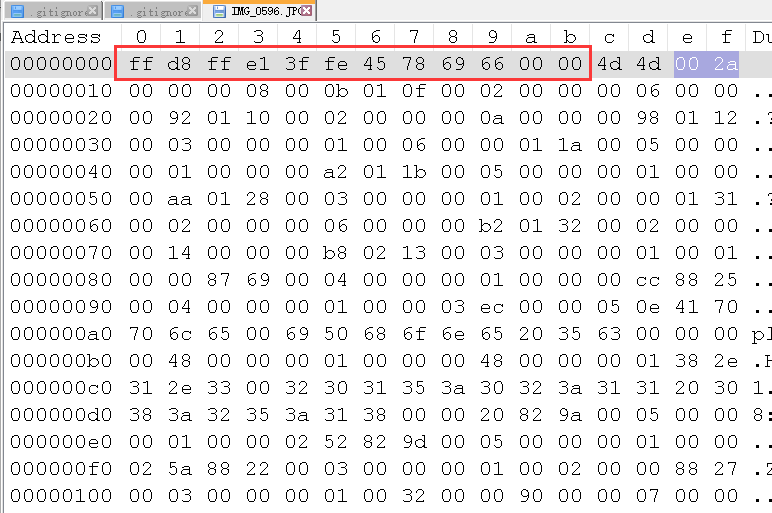 .gitignore .gitignore IMG_0596.JPG
Address 0 1 2 3 4 5 6 7 8 9 a b c d e f Du
00000000 ff d8 ff e1 3f fe 45 78 69 66 00 00 4d 4d 00 2a
00000010 00 00 00 08 00 0b 01 0f 00 02 00 00 00 06 00 00 ..
00000020 00 92 01 10 00 02 00 00 00 0a 00 00 00 98 01 12 .?
00000030 00 03 00 00 00 01 00 06 00 00 01 1a 00 05 00 00 ..
00000040 00 01 00 00 00 a2 01 1b 00 05 00 00 00 01 00 00 ..
00000050 00 aa 01 28 00 03 00 00 00 01 00 02 00 00 01 31 .?
00000060 00 02 00 00 00 06 00 00 00 b2 01 32 00 02 00 00 ..
00000070 00 14 00 00 00 b8 02 13 00 03 00 00 00 01 00 01 ..
00000080 00 00 87 69 00 04 00 00 00 01 00 00 00 cc 88 25 ..
00000090 00 04 00 00 00 01 00 00 03 ec 00 00 05 0e 41 70 ..
000000a0 70 6c 65 00 69 50 68 6f 6e 65 20 35 63 00 00 00 pl
000000b0 00 48 00 00 00 01 00 00 00 48 00 00 00 01 38 2e .H
000000c0 31 2e 33 00 32 30 31 35 3a 30 32 3a 31 31 20 30 1.
000000d0 38 3a 32 35 3a 31 38 00 00 20 82 9a 00 05 00 00 8:
000000e0 00 01 00 00 02 52 82 9d 00 05 00 00 00 01 00 00 ..
000000f0 02 5a 88 22 00 03 00 00 00 01 00 02 00 00 88 27 .Z
00000100 00 03 00 00 00 01 00 32 00 00 90 00 00 07 00 00 ..